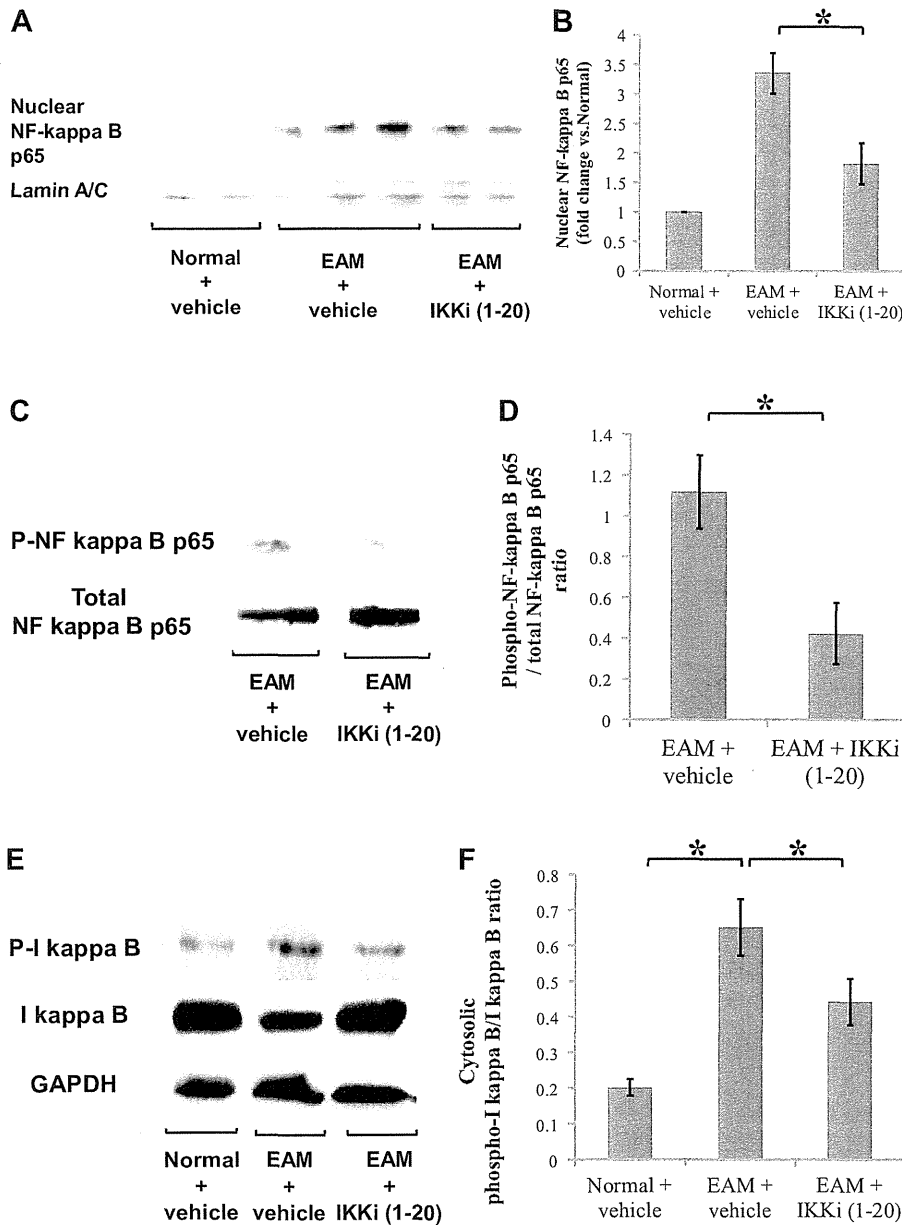 A
Nuclear
NF-kappa B
p65
Lamin A/C
Normal
+
vehicle
EAM
+
vehicle
EAM
+
IKKi (1-20)
B
*
Nuclear NF-kappa B p65
(fold change vs.Normal)
4
3.5
3
2.5
2
1.5
1
0.5
0
Normal +
vehicle
EAM +
vehicle
EAM +
IKKi (1-20)
C
P-NF kappa B p65
Total
NF kappa B p65
EAM
+
vehicle
EAM
+
IKKi (1-20)
D
*
Phospho-NF-kappa B p65
/ total NF-kappa B p65
ratio
1.4
1.2
1
0.8
0.6
0.4
0.2
0
EAM +
vehicle
EAM + IKKi
(1-20)
E
P-I kappa B
I kappa B
GAPDH
Normal
+
vehicle
EAM
+
vehicle
EAM
+
IKKi (1-20)
F
*
*
Cytosolic
phospho-I kappa B/I kappa B ratio
0.8
0.7
0.6
0.5
0.4
0.3
0.2
0.1
0
Normal +
vehicle
EAM +
vehicle
EAM +
IKKi (1-20)